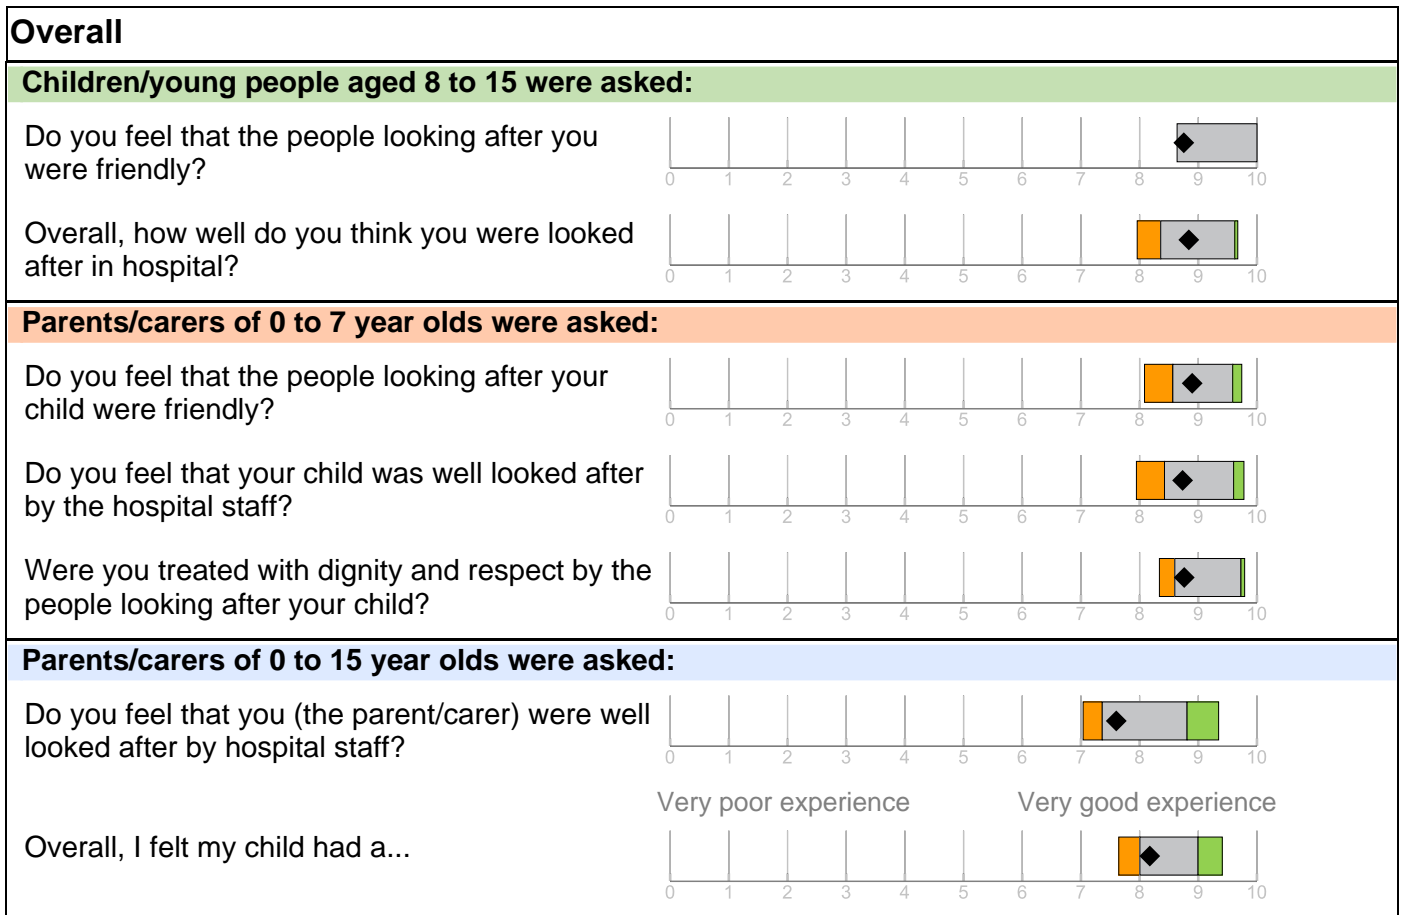 Overall
Children/young people aged 8 to 15 were asked:
Do you feel that the people looking after you
were friendly?
0 1 2 3 4 5 6 7 8 9 10
Overall, how well do you think you were looked
after in hospital?
0 1 2 3 4 5 6 7 8 9 10
Parents/carers of 0 to 7 year olds were asked:
Do you feel that the people looking after your
child were friendly?
0 1 2 3 4 5 6 7 8 9 10
Do you feel that your child was well looked after
by the hospital staff?
0 1 2 3 4 5 6 7 8 9 10
Were you treated with dignity and respect by the
people looking after your child?
0 1 2 3 4 5 6 7 8 9 10
Parents/carers of 0 to 15 year olds were asked:
Do you feel that you (the parent/carer) were well
looked after by hospital staff?
0 1 2 3 4 5 6 7 8 9 10
Very poor experience Very good experience
Overall, I felt my child had a...
0 1 2 3 4 5 6 7 8 9 10